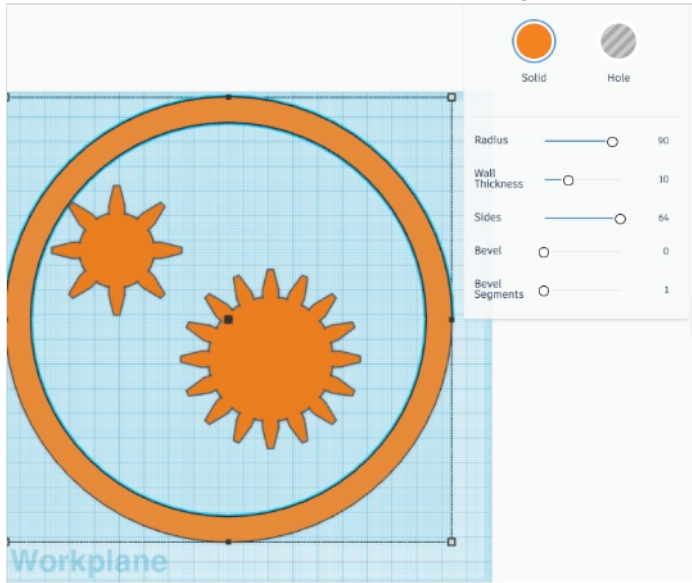 Solid Hole
Radius 90
Wall
Thickness 10
Sides 64
Bevel 0
Bevel
Segments 1
Workplane